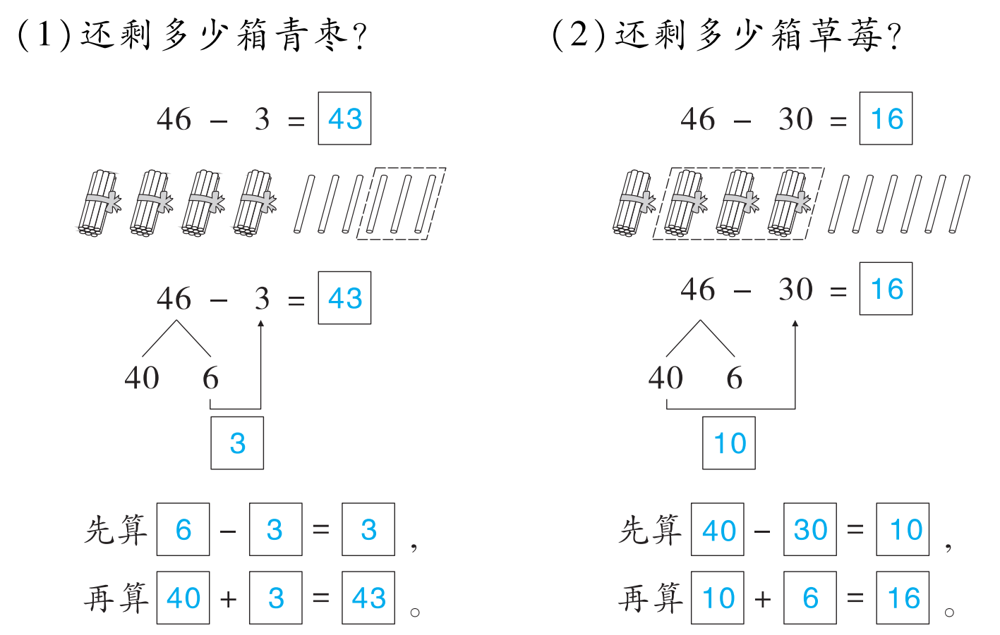 (1)还剩多少箱青枣?
46 - 3 = 43
46 - 3 = 43
40 6
3
先算 6 - 3 = 3 ,
再算 40 + 3 = 43 。
(2)还剩多少箱草莓?
46 - 30 = 16
46 - 30 = 16
40 6
10
先算 40 - 30 = 10 ,
再算 10 + 6 = 16 。